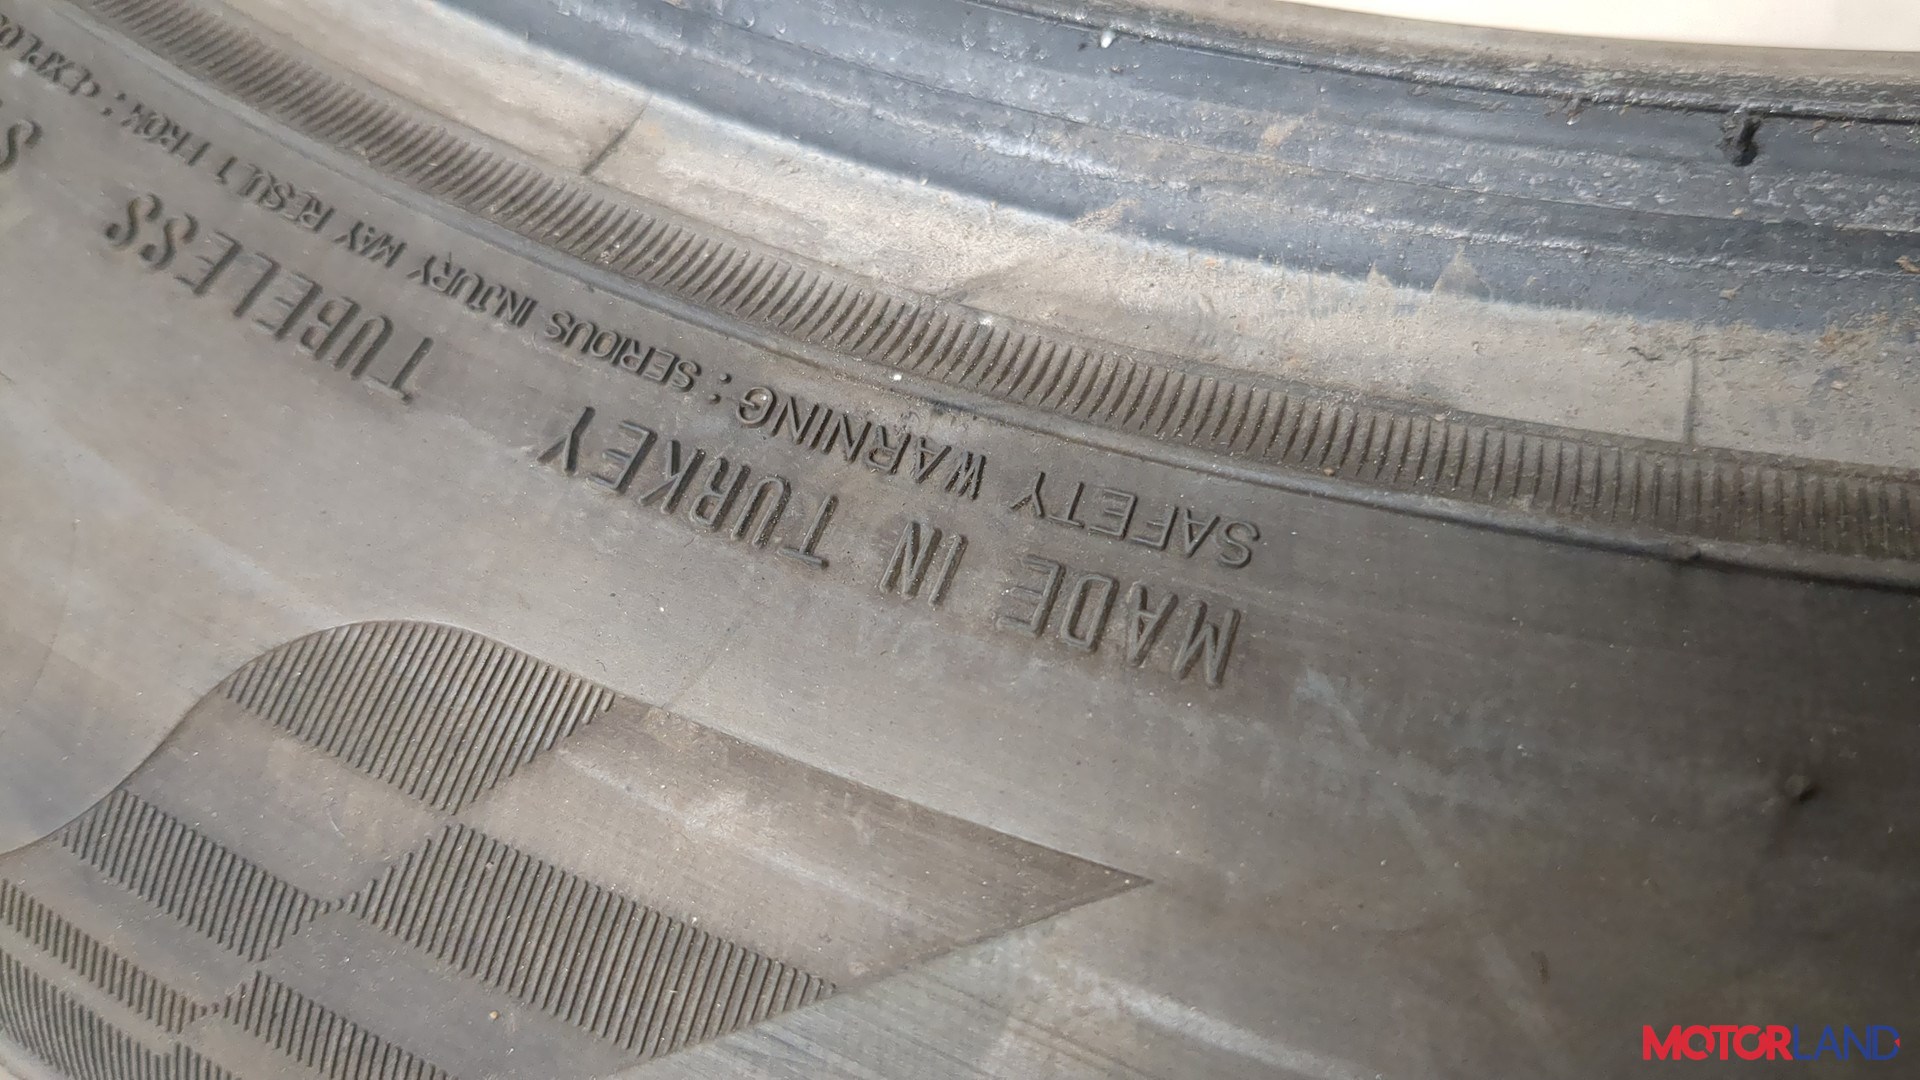 SAFETY WARNING : SERIOUS INJURY MAY RESULT FROM : EXPLO
MADE IN TURKEY TUBELESS S
MOTORLAND